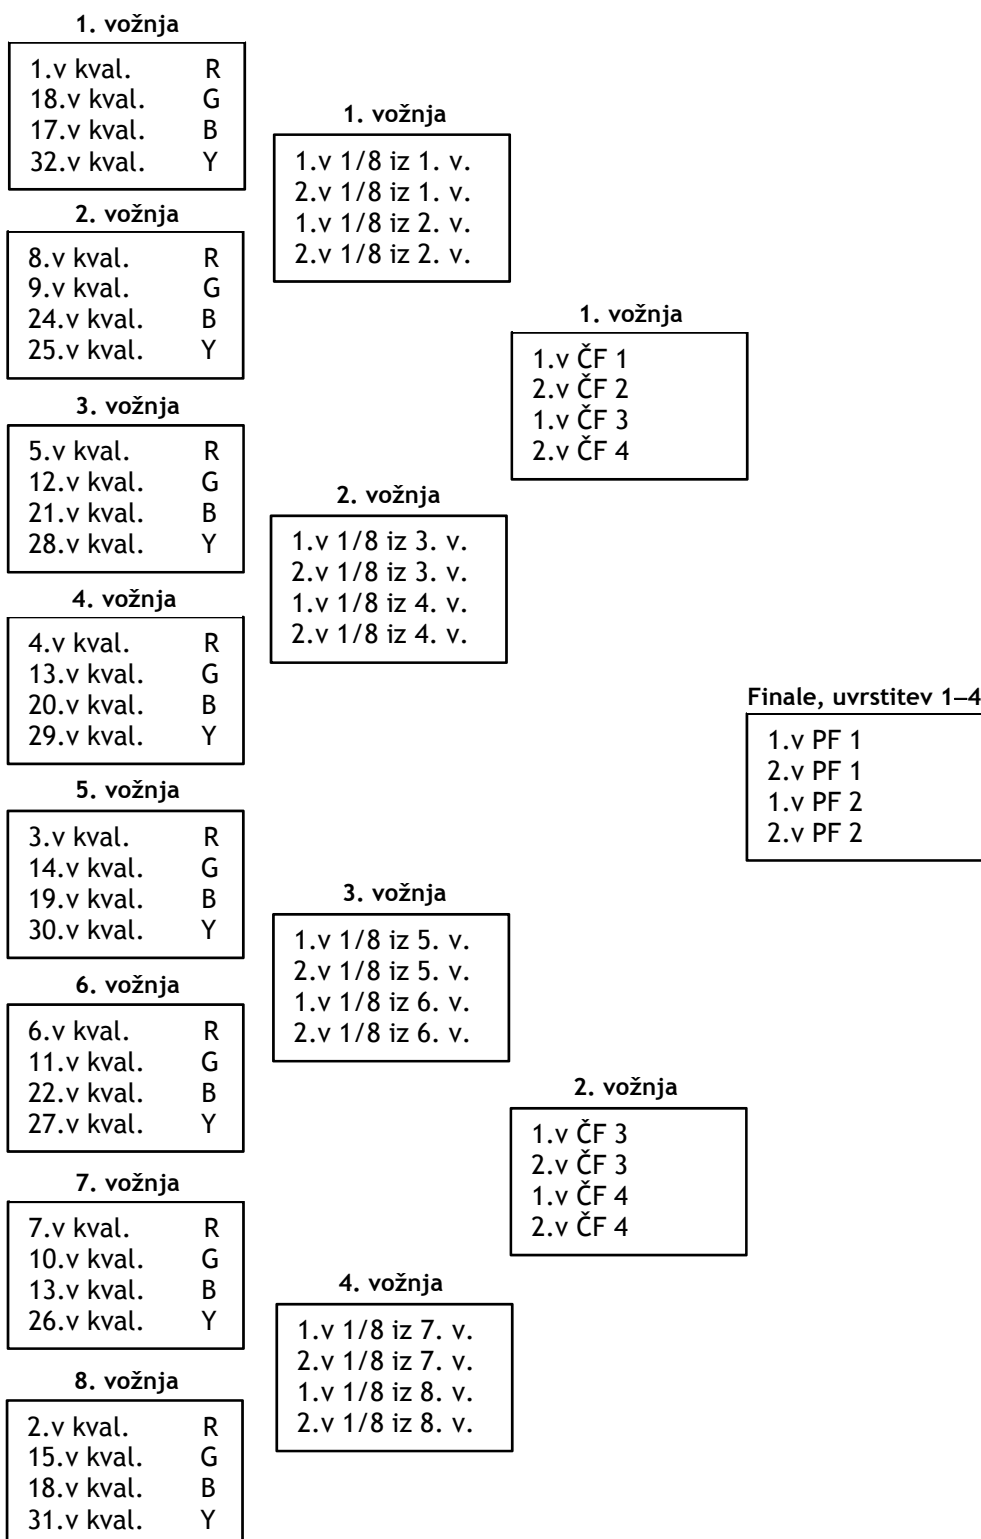 1. vožnja
1.v kval. R
18.v kval. G
17.v kval. B
32.v kval. Y
2. vožnja
8.v kval. R
9.v kval. G
24.v kval. B
25.v kval. Y
3. vožnja
5.v kval. R
12.v kval. G
21.v kval. B
28.v kval. Y
4. vožnja
4.v kval. R
13.v kval. G
20.v kval. B
29.v kval. Y
5. vožnja
3.v kval. R
14.v kval. G
19.v kval. B
30.v kval. Y
6. vožnja
6.v kval. R
11.v kval. G
22.v kval. B
27.v kval. Y
7. vožnja
7.v kval. R
10.v kval. G
13.v kval. B
26.v kval. Y
8. vožnja
2.v kval. R
15.v kval. G
18.v kval. B
31.v kval. Y
1. vožnja
1.v 1/8 iz 1. v.
2.v 1/8 iz 1. v.
1.v 1/8 iz 2. v.
2.v 1/8 iz 2. v.
2. vožnja
1.v 1/8 iz 3. v.
2.v 1/8 iz 3. v.
1.v 1/8 iz 4. v.
2.v 1/8 iz 4. v.
3. vožnja
1.v 1/8 iz 5. v.
2.v 1/8 iz 5. v.
1.v 1/8 iz 6. v.
2.v 1/8 iz 6. v.
4. vožnja
1.v 1/8 iz 7. v.
2.v 1/8 iz 7. v.
1.v 1/8 iz 8. v.
2.v 1/8 iz 8. v.
1. vožnja
1.v ČF 1
2.v ČF 2
1.v ČF 3
2.v ČF 4
2. vožnja
1.v ČF 3
2.v ČF 3
1.v ČF 4
2.v ČF 4
Finale, uvrstitev 1–4
1.v PF 1
2.v PF 1
1.v PF 2
2.v PF 2